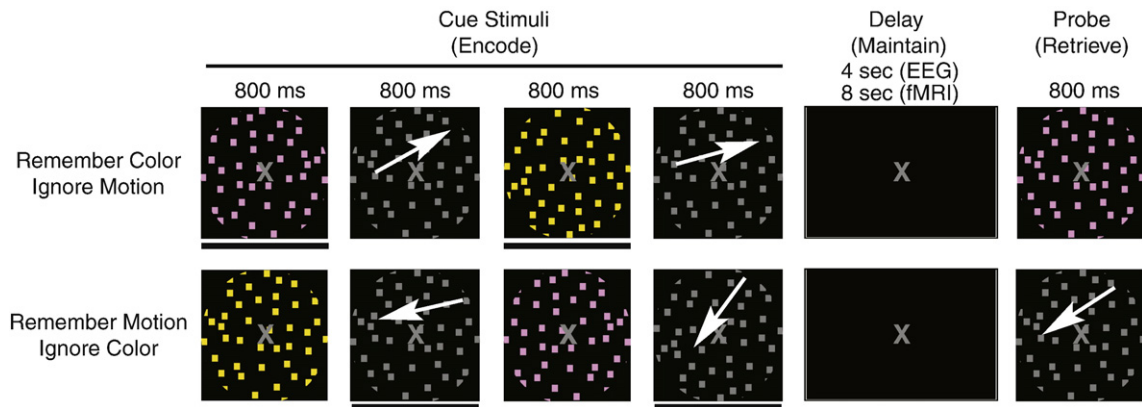 Cue Stimuli
(Encode)
Delay
(Maintain)
4 sec (EEG)
8 sec (fMRI)
Probe
(Retrieve)
800 ms
800 ms
800 ms
800 ms
800 ms
Remember Color
Ignore Motion
X
X
X
X
X
X
Remember Motion
Ignore Color
X
X
X
X
X
X